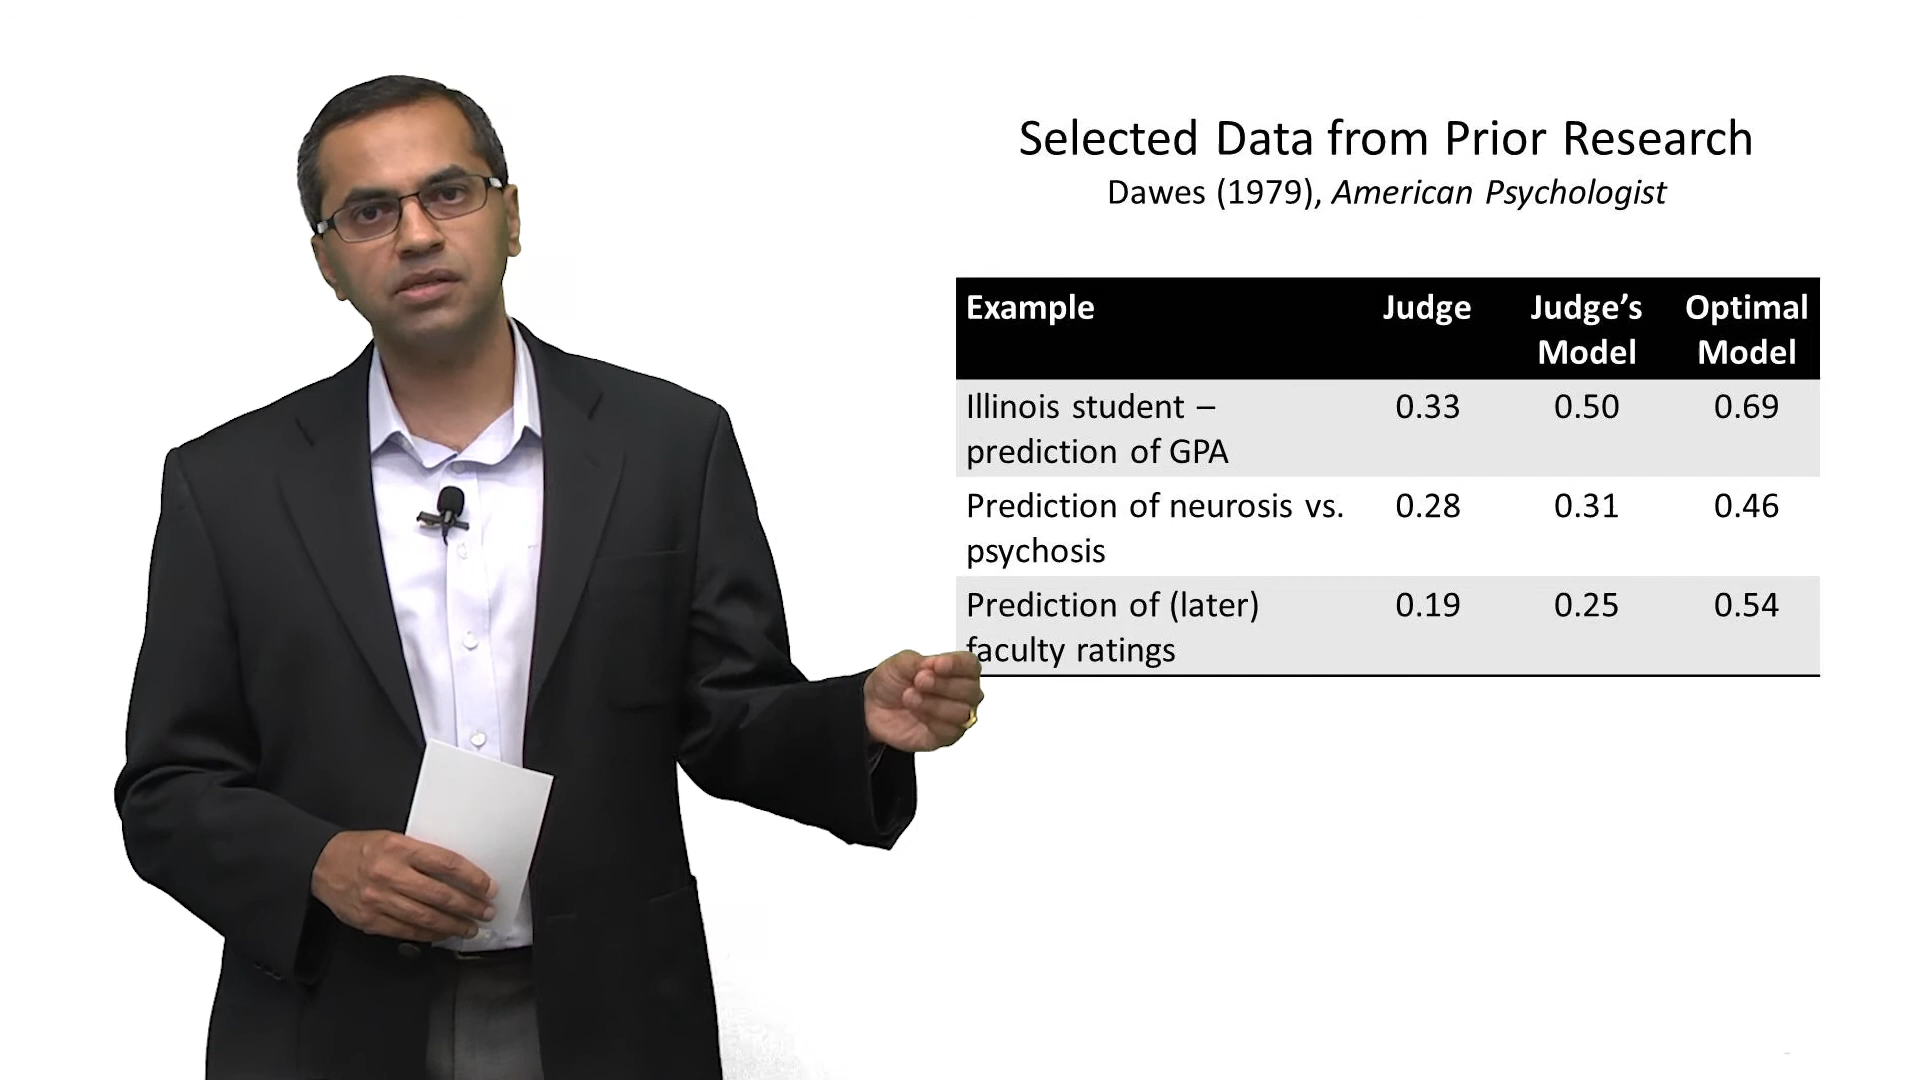 Selected Data from Prior Research
Dawes (1979), American Psychologist
Example Judge Judge’s Model Optimal Model
Illinois student – prediction of GPA 0.33 0.50 0.69
Prediction of neurosis vs. psychosis 0.28 0.31 0.46
Prediction of (later) faculty ratings 0.19 0.25 0.54